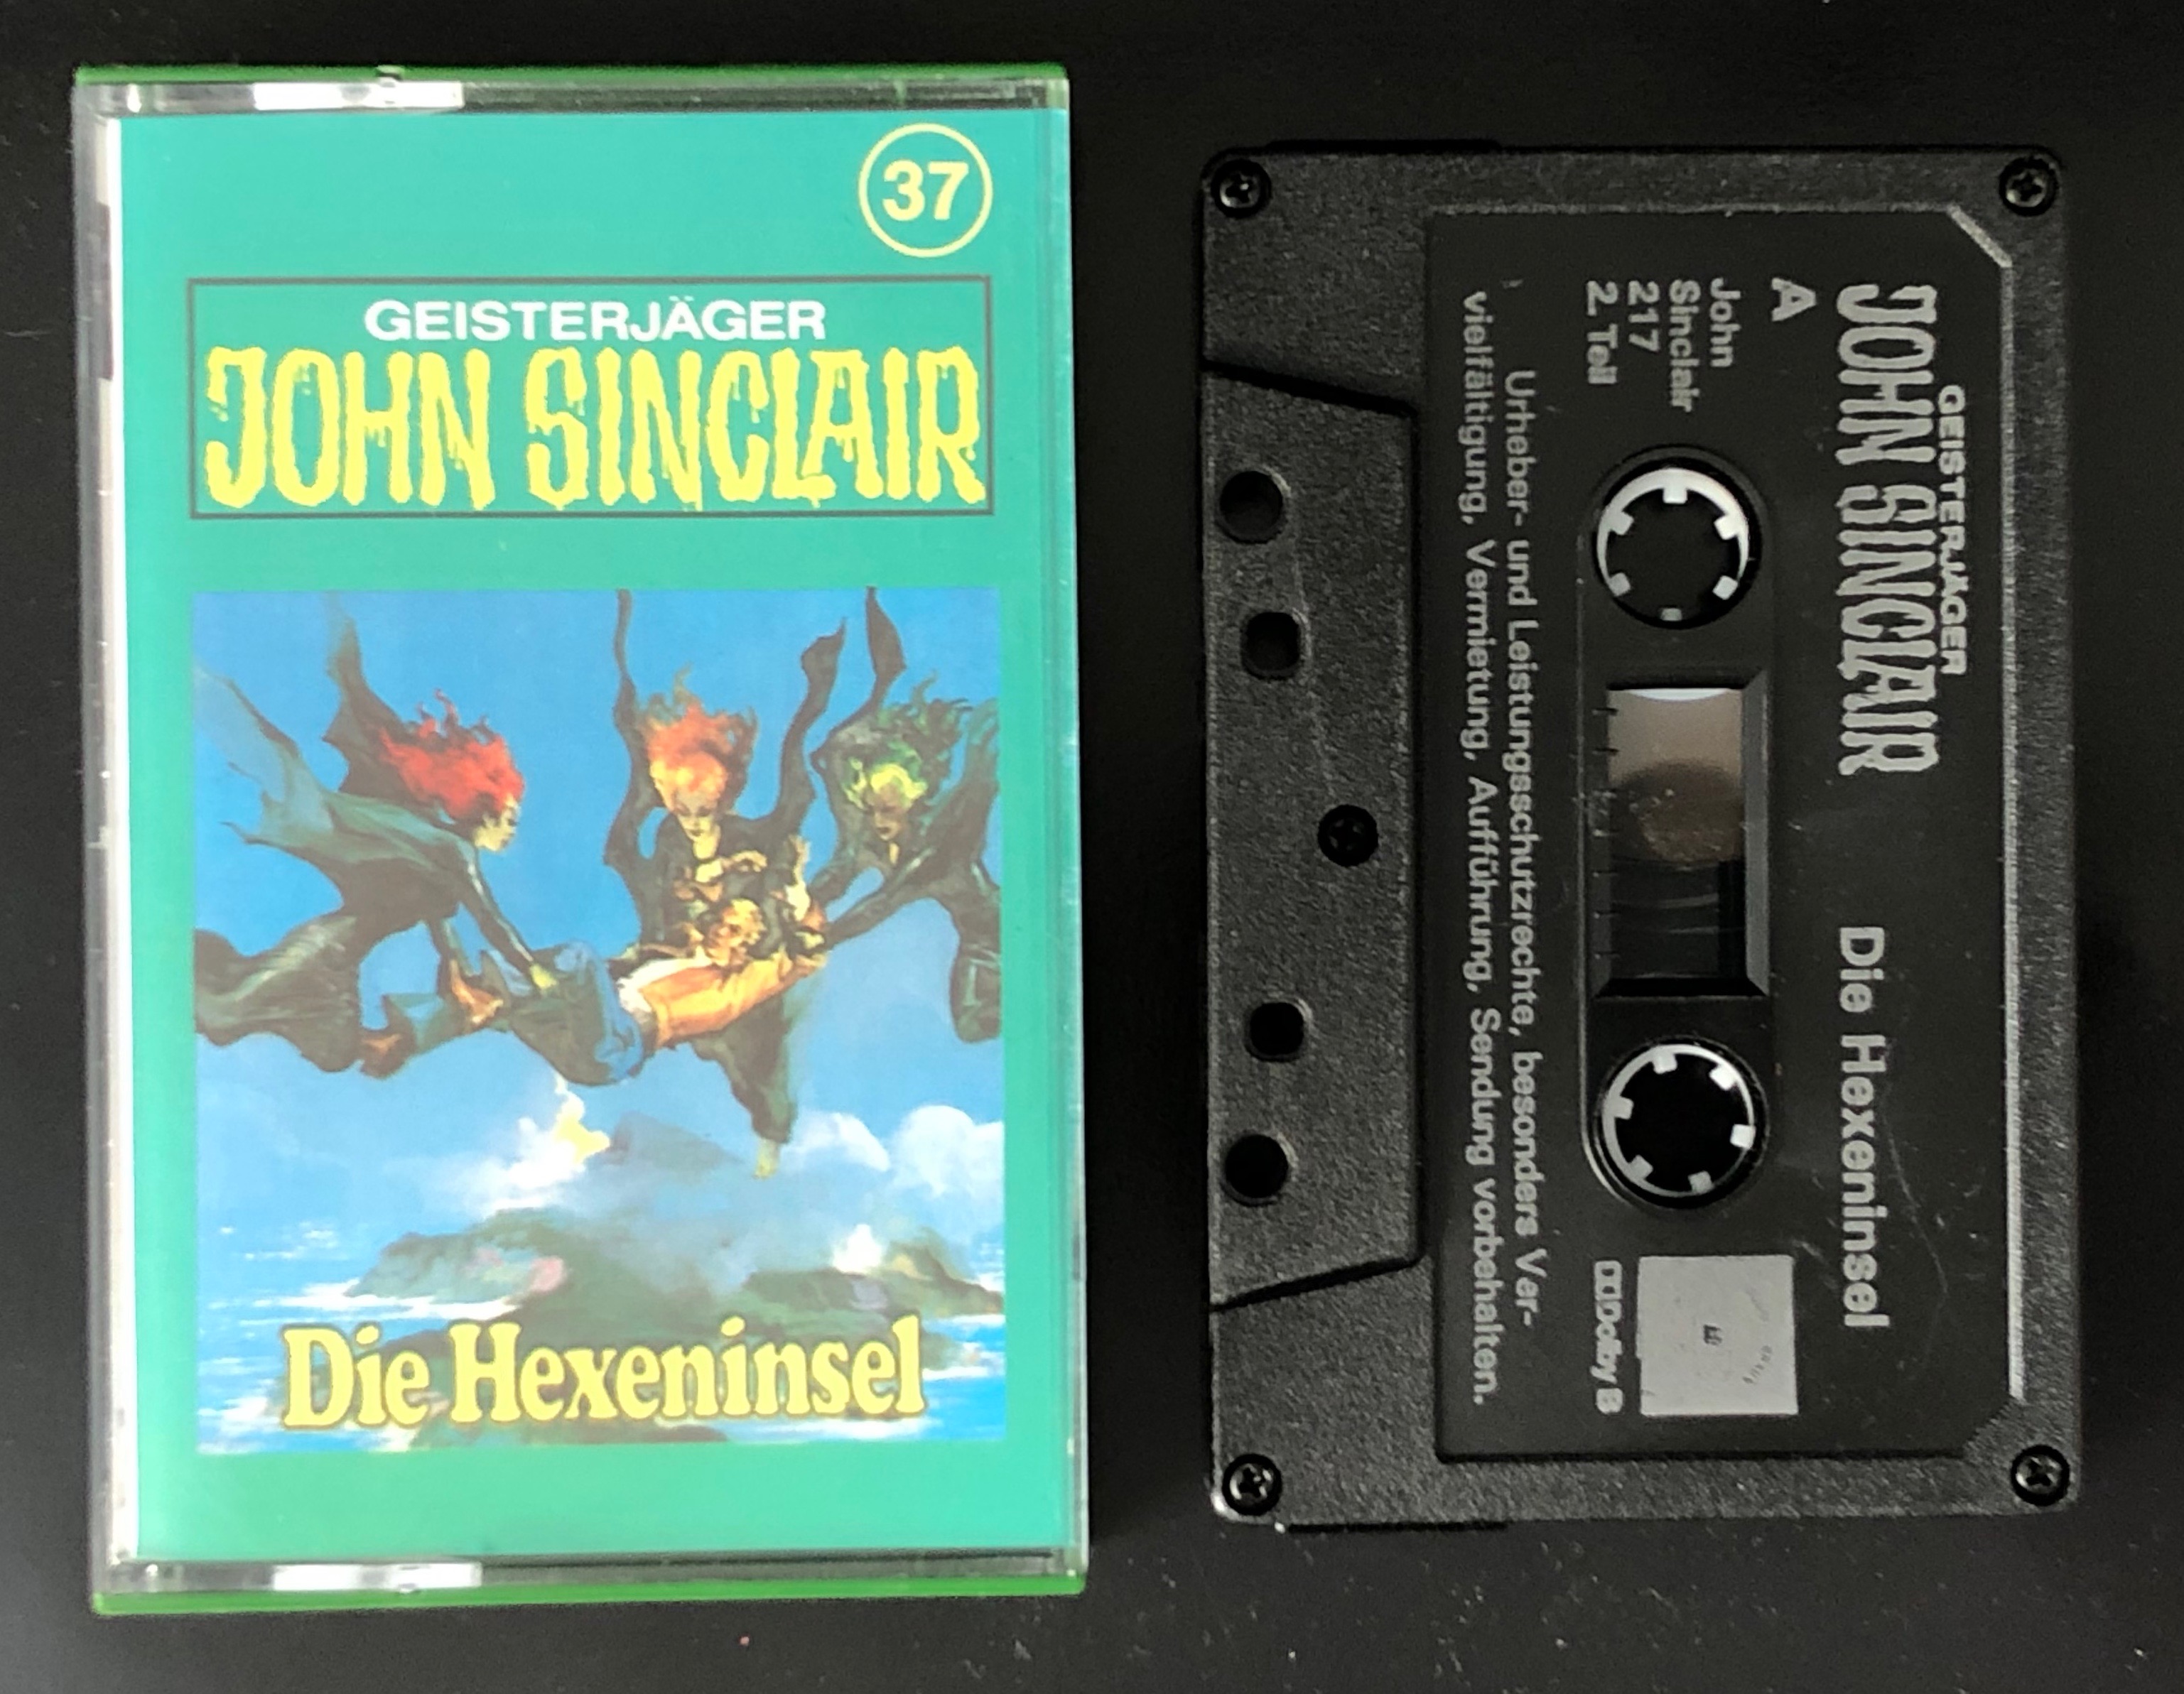 37
GEISTERJÄGER
JOHN SINCLAIR
Die Hexeninsel
GEISTERJÄGER
JOHN SINCLAIR Die Hexeninsel
A
John
Sinclair
217
2. Teil
Urheber- und Leistungsschutzrechte, besonders Ver-
vielfältigung, Vermietung, Aufführung, Sendung vorbehalten.
Dolby B